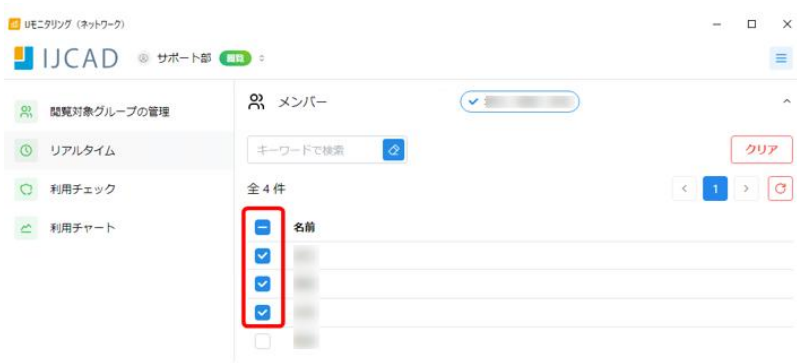 IJモニタリング（ネットワーク）
IJCAD サポート部 閲覧
閲覧対象グループの管理
リアルタイム
利用チェック
利用チャート
メンバー
キーワードで検索
クリア
全 4 件
1
名前